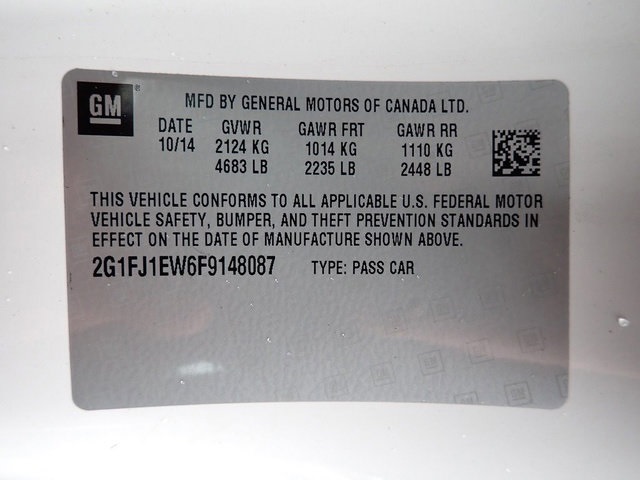 GM
MFD BY GENERAL MOTORS OF CANADA LTD.
DATE GVWR GAWR FRT GAWR RR
10/14 2124 KG 1014 KG 1110 KG
4683 LB 2235 LB 2448 LB
THIS VEHICLE CONFORMS TO ALL APPLICABLE U.S. FEDERAL MOTOR
VEHICLE SAFETY, BUMPER, AND THEFT PREVENTION STANDARDS IN
EFFECT ON THE DATE OF MANUFACTURE SHOWN ABOVE.
2G1FJ1EW6F9148087 TYPE: PASS CAR